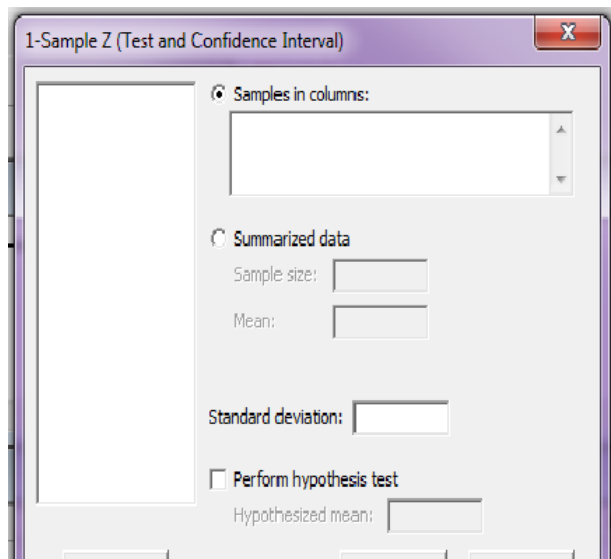 1-Sample Z (Test and Confidence Interval)
X
Samples in columns:
Summarized data
Sample size:
Mean:
Standard deviation:
Perform hypothesis test
Hypothesized mean: